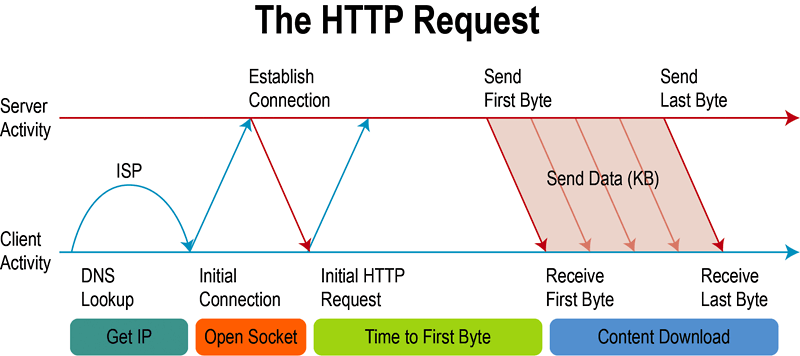 The HTTP Request
Establish
Connection
Send
First Byte
Send
Last Byte
Server
Activity
ISP
Send Data (KB)
Client
Activity
DNS
Lookup
Initial
Connection
Initial HTTP
Request
Receive
First Byte
Receive
Last Byte
Get IP
Open Socket
Time to First Byte
Content Download